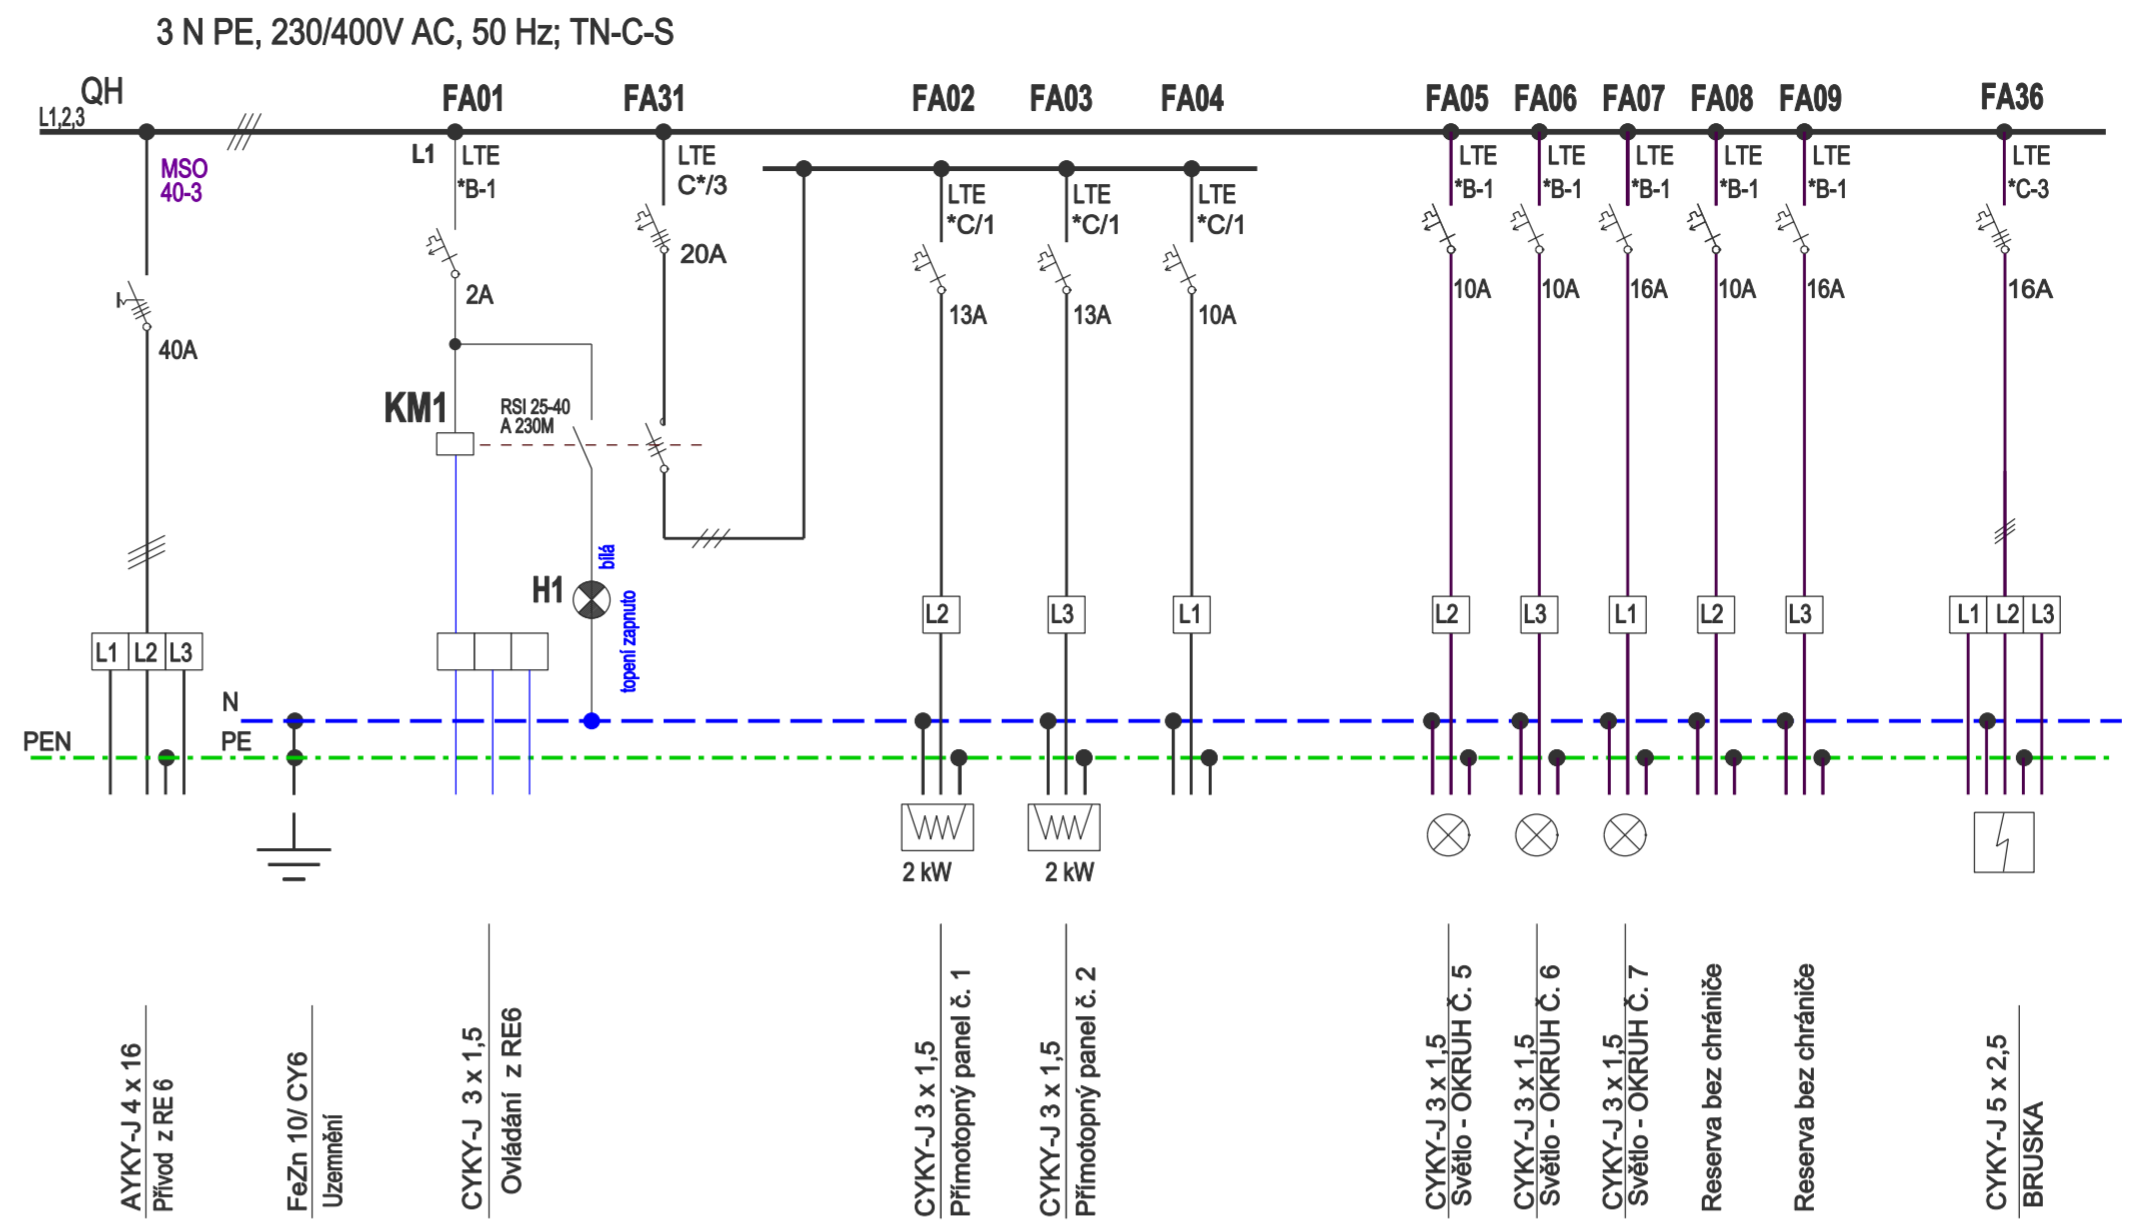 3 N PE, 230/400V AC, 50 Hz; TN-C-S
QH
FA01
FA31
FA02
FA03
FA04
FA05
FA06
FA07
FA08
FA09
FA36
L1,2,3
MSO
40-3
40A
L1
LTE
*B-1
2A
LTE
C*/3
20A
LTE
*C/1
13A
LTE
*C/1
13A
LTE
*C/1
10A
LTE
*B-1
10A
LTE
*B-1
10A
LTE
*B-1
16A
LTE
*B-1
10A
LTE
*B-1
16A
LTE
*C-3
16A
KM1
RSI 25-40
A 230M
H1
bílá
topení zapnuto
L1 L2 L3
L2
L3
L1
L2
L3
L1
L2
L3
L1 L2 L3
N
PEN
PE
2 kW
2 kW
AYKY-J 4 x 16
Přívod z RE 6
FeZn 10/ CY6
Uzemnění
CYKY-J 3 x 1,5
Ovládání z RE6
CYKY-J 3 x 1,5
Přímotopný panel č. 1
CYKY-J 3 x 1,5
Přímotopný panel č. 2
CYKY-J 3 x 1,5
Světlo - OKRUH Č. 5
CYKY-J 3 x 1,5
Světlo - OKRUH Č. 6
CYKY-J 3 x 1,5
Světlo - OKRUH Č. 7
Reserva bez chrániče
Reserva bez chrániče
CYKY-J 5 x 2,5
BRUSKA